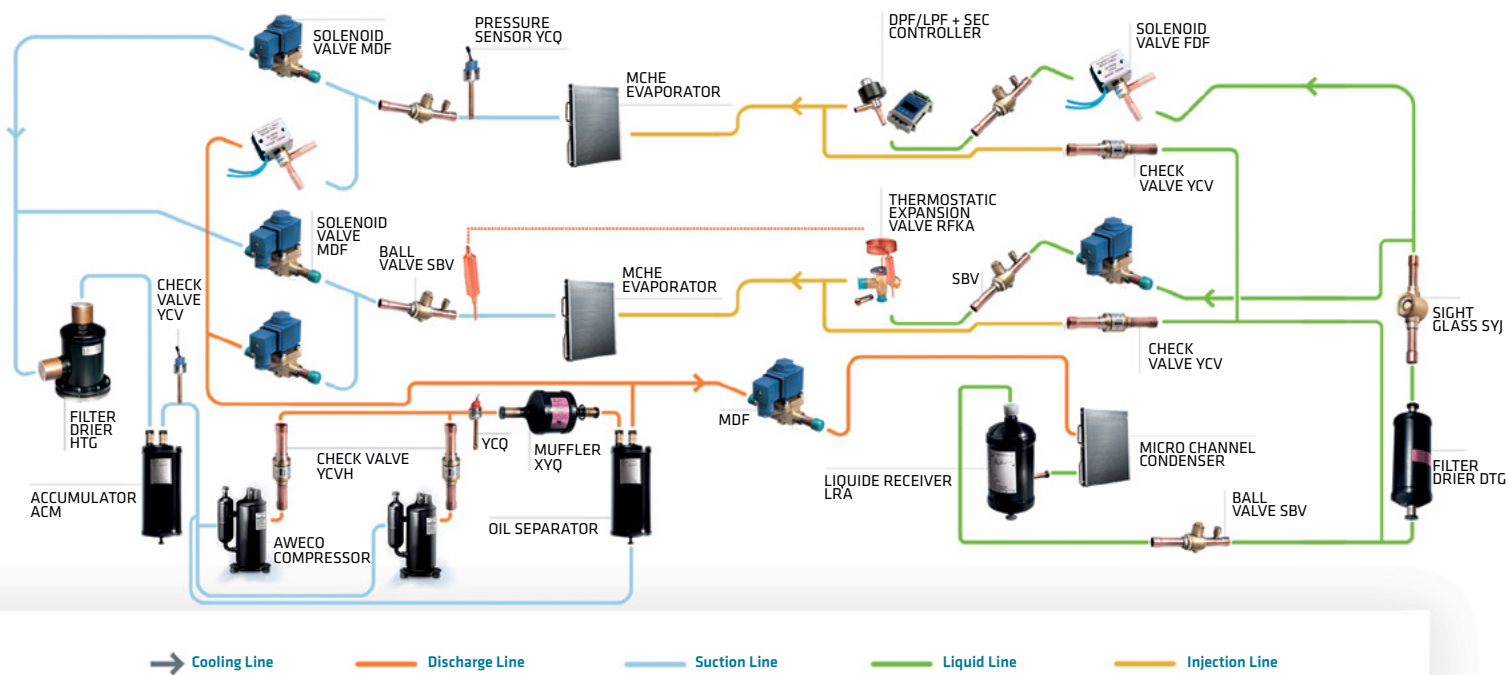 SOLENOID
VALVE MDF
PRESSURE
SENSOR YCQ
MCHE
EVAPORATOR
DPF/LPF + SEC
CONTROLLER
SOLENOID
VALVE FDF
CHECK
VALVE YCV
SOLENOID
VALVE
MDF
BALL
VALVE SBV
MCHE
EVAPORATOR
THERMOSTATIC
EXPANSION
VALVE RFKA
SBV
CHECK
VALVE YCV
SIGHT
GLASS SYJ
CHECK
VALVE
YCV
FILTER
DRIER
HTG
ACCUMULATOR
ACM
CHECK VALVE
YCVH
AWECO
COMPRESSOR
YCQ
MUFFLER
XYQ
OIL SEPARATOR
MDF
LIQUIDE RECEIVER
LRA
MICRO CHANNEL
CONDENSER
BALL
VALVE SBV
FILTER
DRIER DTG
Cooling Line
Discharge Line
Suction Line
Liquid Line
Injection Line